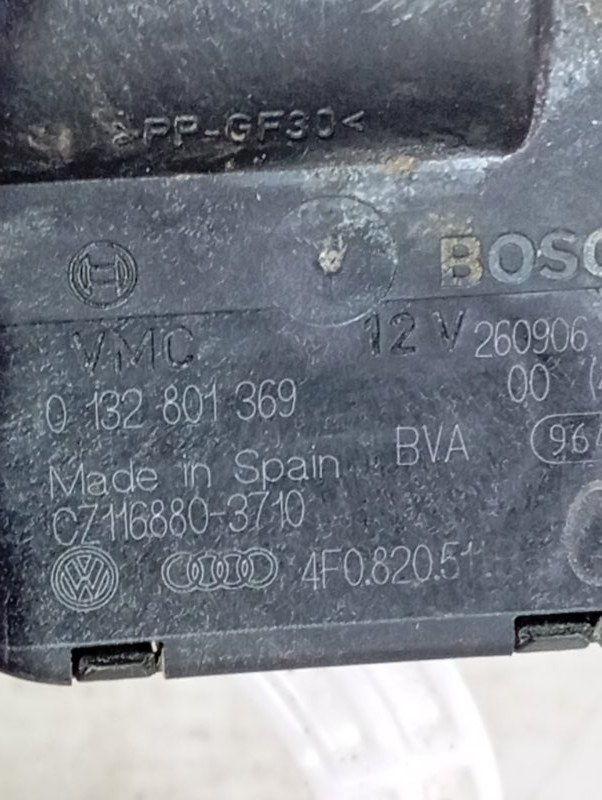 >PP-GF30<
BOSC
VMC 12 V 260906
0 132 801 369 00
Made in Spain BVA 964
CZ116880-3710
4F0.820.51